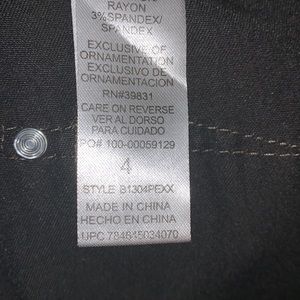 RAYON
3%SPANDEX/
SPANDEX
EXCLUSIVE OF
ORNAMENTATION
EXCLUSIVO DE
ORNAMENTACION
RN#39831
CARE ON REVERSE
VER AL DORSO
PARA CUIDADO
PO# 100-00059129
4
STYLE B1304PEXX
MADE IN CHINA
HECHO EN CHINA
UPC 784645034070